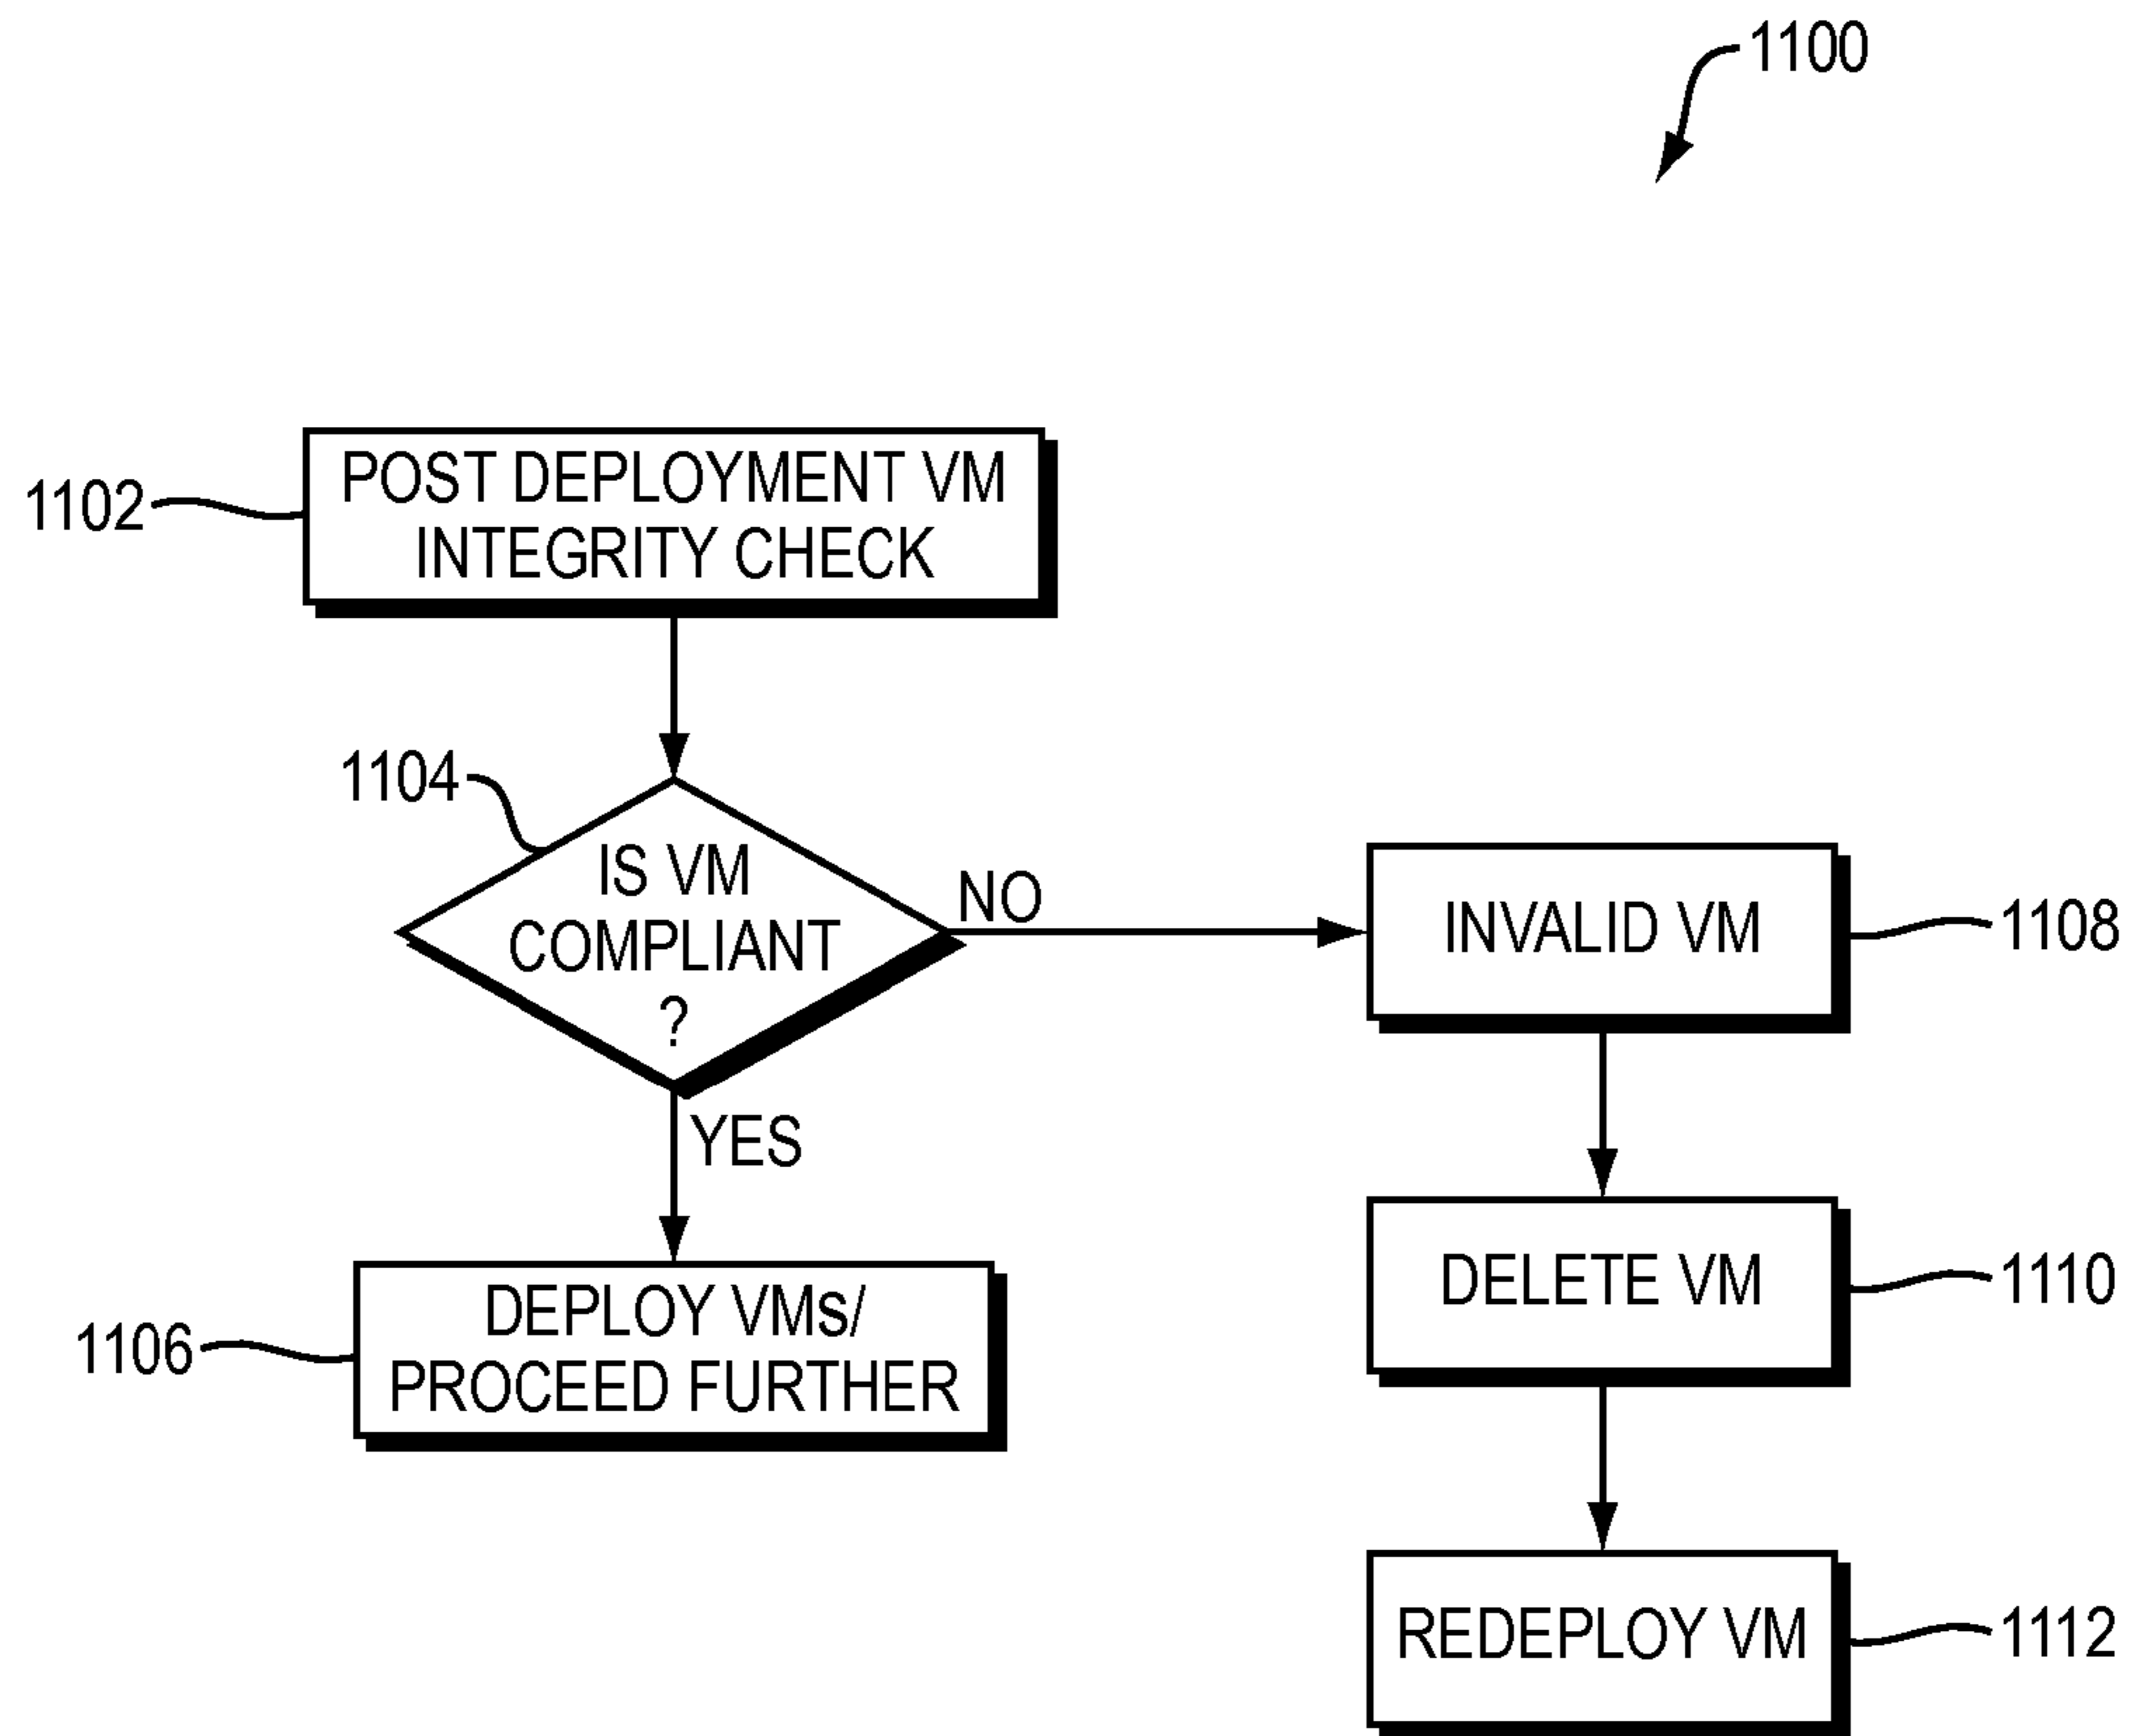 1100
1102
POST DEPLOYMENT VM
INTEGRITY CHECK
1104
IS VM
COMPLIANT
?
NO
YES
1106
DEPLOY VMs/
PROCEED FURTHER
INVALID VM
1108
DELETE VM
1110
REDEPLOY VM
1112